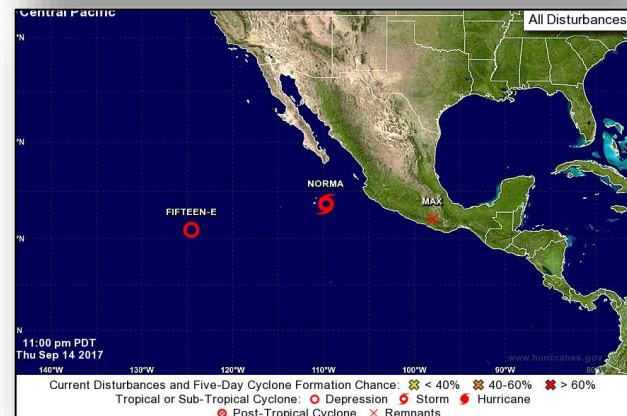 Central Pacific
All Disturbances
°N
°N
NORMA
MAX
FIFTEEN-E
°N
N
11:00 pm PDT
Thu Sep 14 2017
www.hurricanes.gov
140°W 130°W 120°W 110°W 100°W 90°W 80°
Current Disturbances and Five-Day Cyclone Formation Chance: < 40% 40-60% > 60%
Tropical or Sub-Tropical Cyclone: Depression Storm Hurricane
Post-Tropical Cyclone Remnants